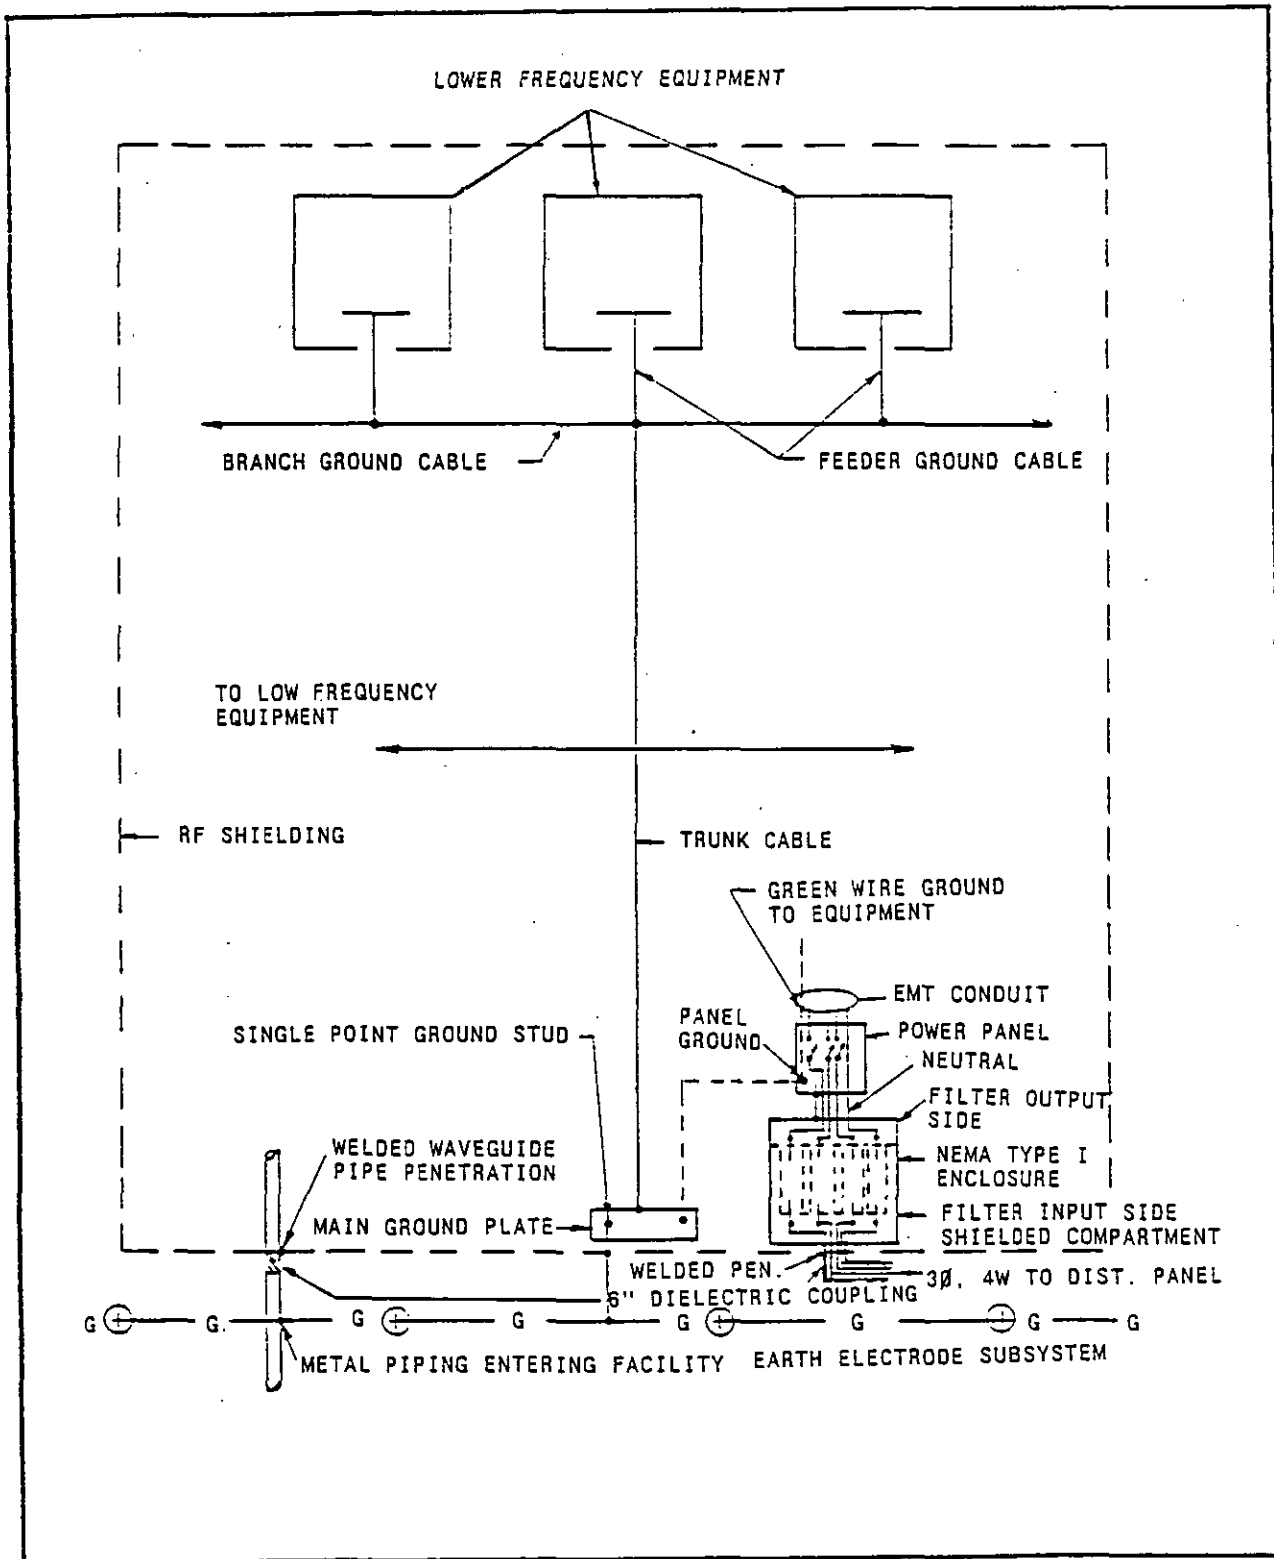 LOWER FREQUENCY EQUIPMENT
BRANCH GROUND CABLE
FEEDER GROUND CABLE
TO LOW FREQUENCY
EQUIPMENT
RF SHIELDING
TRUNK CABLE
GREEN WIRE GROUND
TO EQUIPMENT
EMT CONDUIT
PANEL
GROUND
SINGLE POINT GROUND STUD
POWER PANEL
NEUTRAL
FILTER OUTPUT
SIDE
WELDED WAVEGUIDE
PIPE PENETRATION
NEMA TYPE I
ENCLOSURE
MAIN GROUND PLATE
FILTER INPUT SIDE
SHIELDED COMPARTMENT
WELDED PEN.
3Ø, 4W TO DIST. PANEL
6" DIELECTRIC COUPLING
G G. G G G G G G
METAL PIPING ENTERING FACILITY
EARTH ELECTRODE SUBSYSTEM